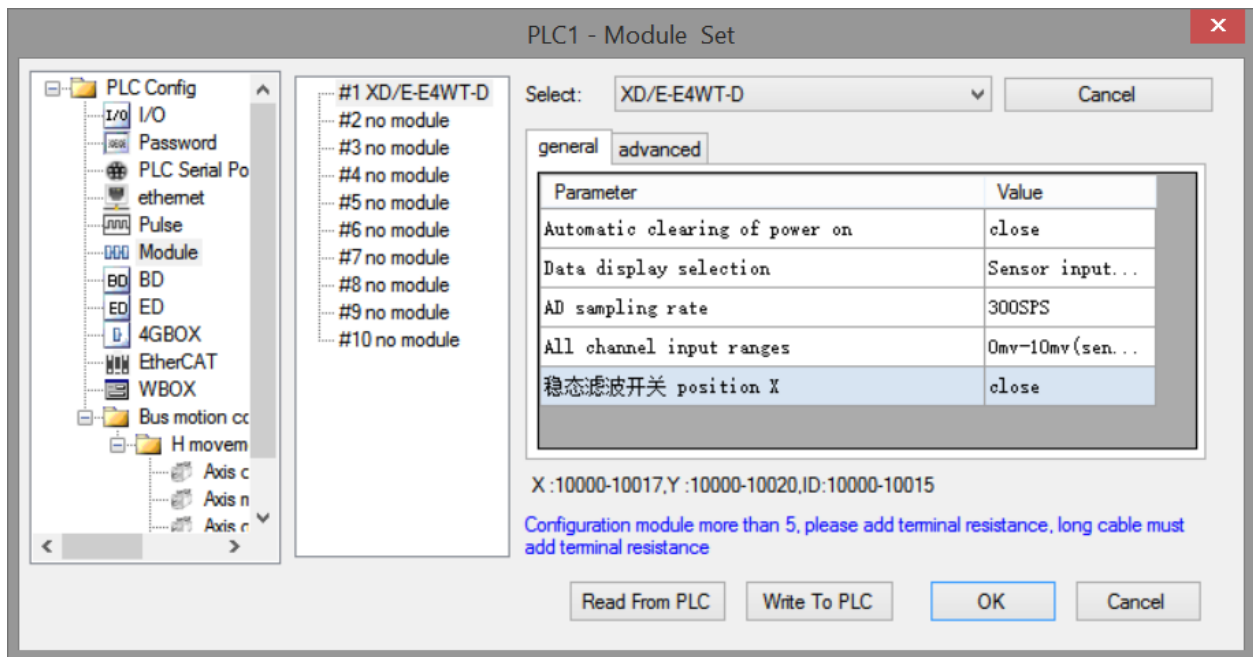 PLC1 - Module Set
PLC Config
I/O
I/O
Password
PLC Serial Po
ethernet
Pulse
Module
BD
BD
ED
ED
4GBOX
EtherCAT
WBOX
Bus motion cc
H movem
Axis c
Axis n
Axis c
#1 XD/E-E4WT-D
#2 no module
#3 no module
#4 no module
#5 no module
#6 no module
#7 no module
#8 no module
#9 no module
#10 no module
Select: XD/E-E4WT-D Cancel
general advanced
Parameter Value
Automatic clearing of power on close
Data display selection Sensor input...
AD sampling rate 300SPS
All channel input ranges 0mv-10mv(sen...
稳态滤波开关 position X close
X :10000-10017,Y :10000-10020,ID:10000-10015
Configuration module more than 5, please add terminal resistance, long cable must
add terminal resistance
Read From PLC Write To PLC OK Cancel